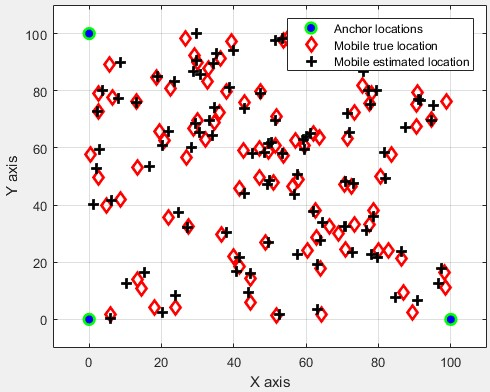 Anchor locations
Mobile true location
Mobile estimated location
100
80
60
40
20
0
Y axis
0
20
40
60
80
100
X axis